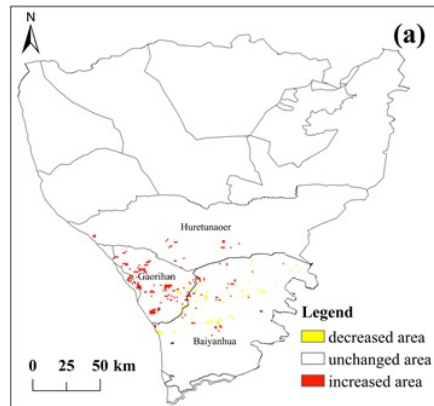 N
(a)
Huretunaoer
Gaorihan
Baiyanhua
Legend
decreased area
unchanged area
increased area
0 25 50 km